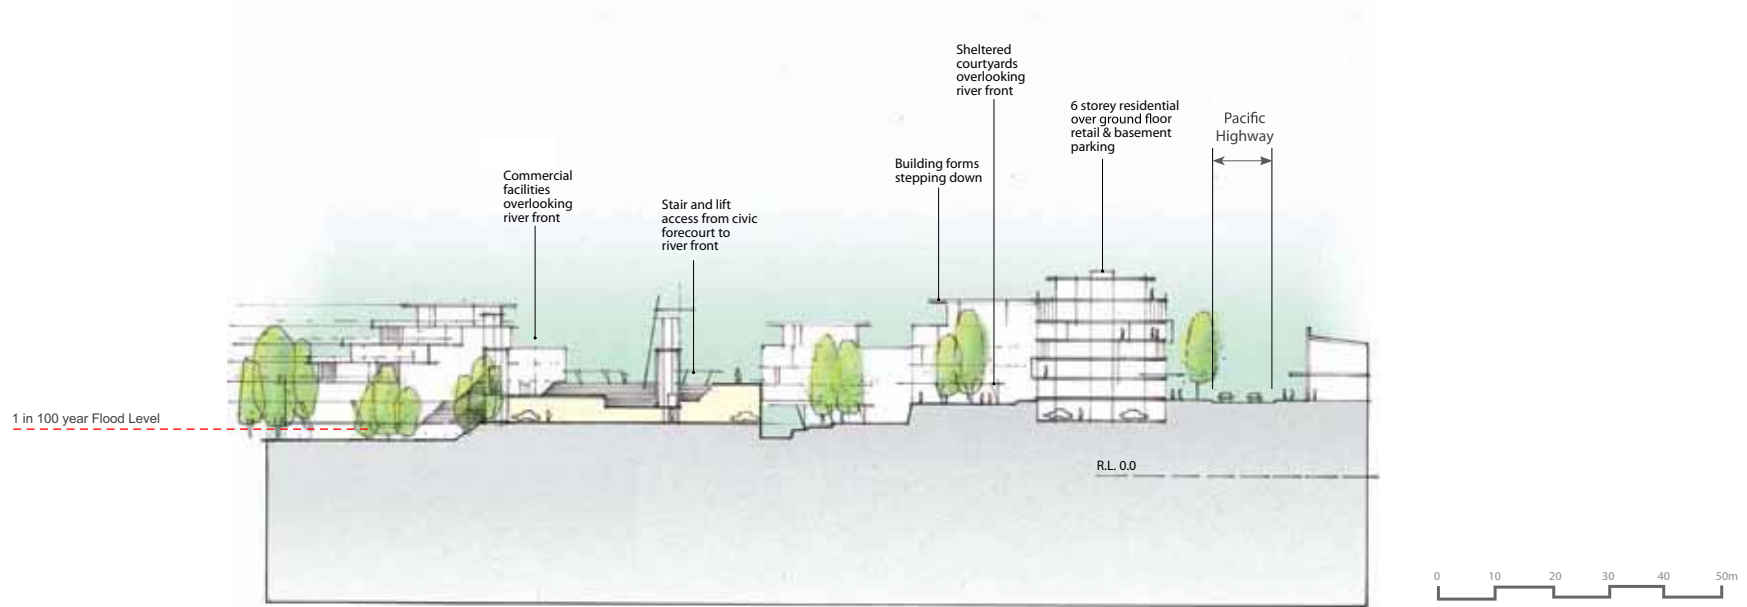 Sheltered
courtyards
overlooking
river front
6 storey residential
over ground floor
retail & basement
parking
Pacific
Highway
Building forms
stepping down
Commercial
facilities
overlooking
river front
Stair and lift
access from civic
forecourt to
river front
1 in 100 year Flood Level
R.L. 0.0
0 10 20 30 40 50m